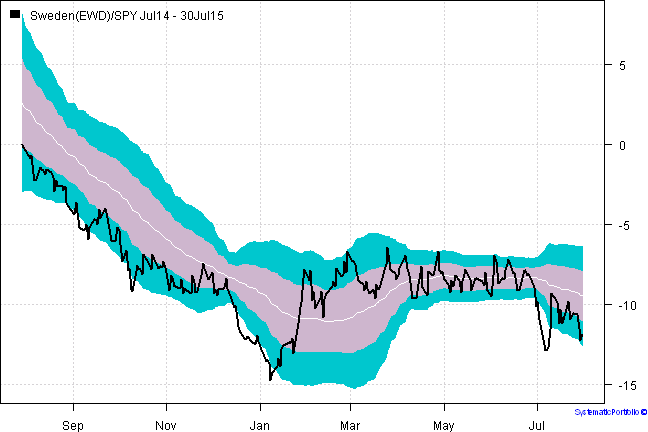 Sweden(EWD)/SPY Jul14 - 30Jul15
5
0
-5
-10
-15
Sep Nov Jan Mar May Jul
SystematicPortfolio ©